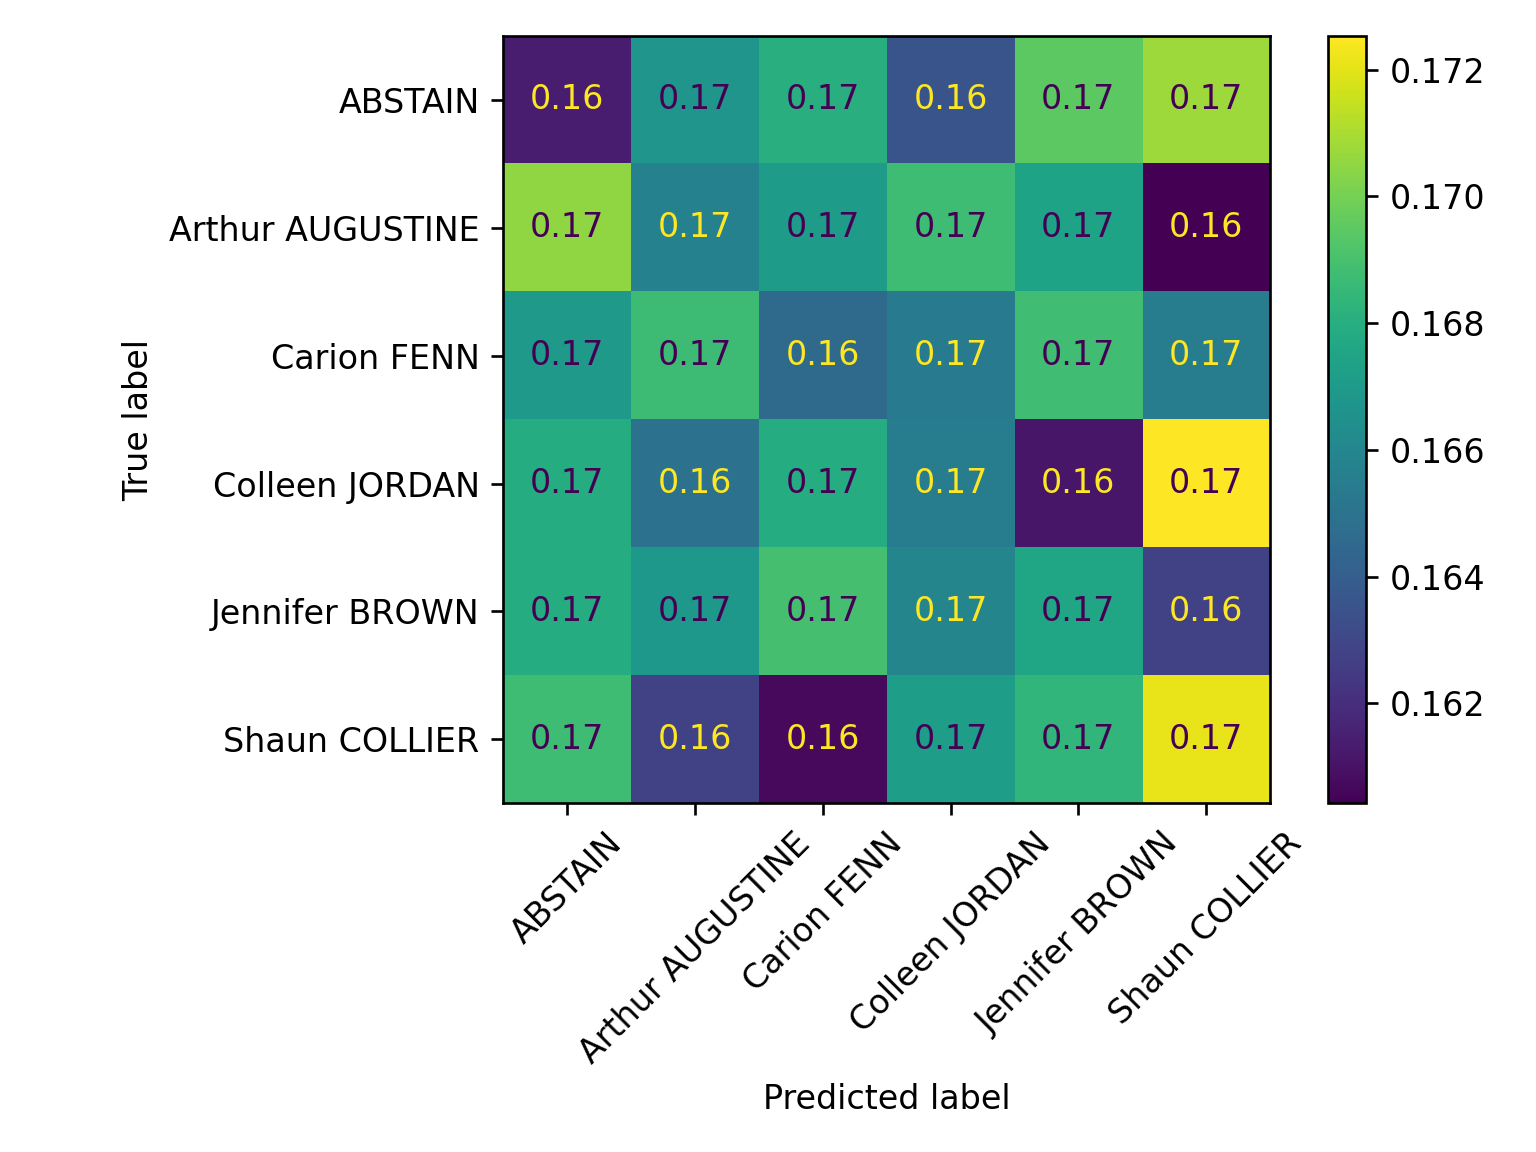 ABSTAIN 0.16 0.17 0.17 0.16 0.17 0.17
Arthur AUGUSTINE 0.17 0.17 0.17 0.17 0.17 0.16
Carion FENN 0.17 0.17 0.16 0.17 0.17 0.17
Colleen JORDAN 0.17 0.16 0.17 0.17 0.16 0.17
Jennifer BROWN 0.17 0.17 0.17 0.17 0.17 0.16
Shaun COLLIER 0.17 0.16 0.16 0.17 0.17 0.17
True label
ABSTAIN
Arthur AUGUSTINE
Carion FENN
Colleen JORDAN
Jennifer BROWN
Shaun COLLIER
Predicted label
0.172
0.170
0.168
0.166
0.164
0.162